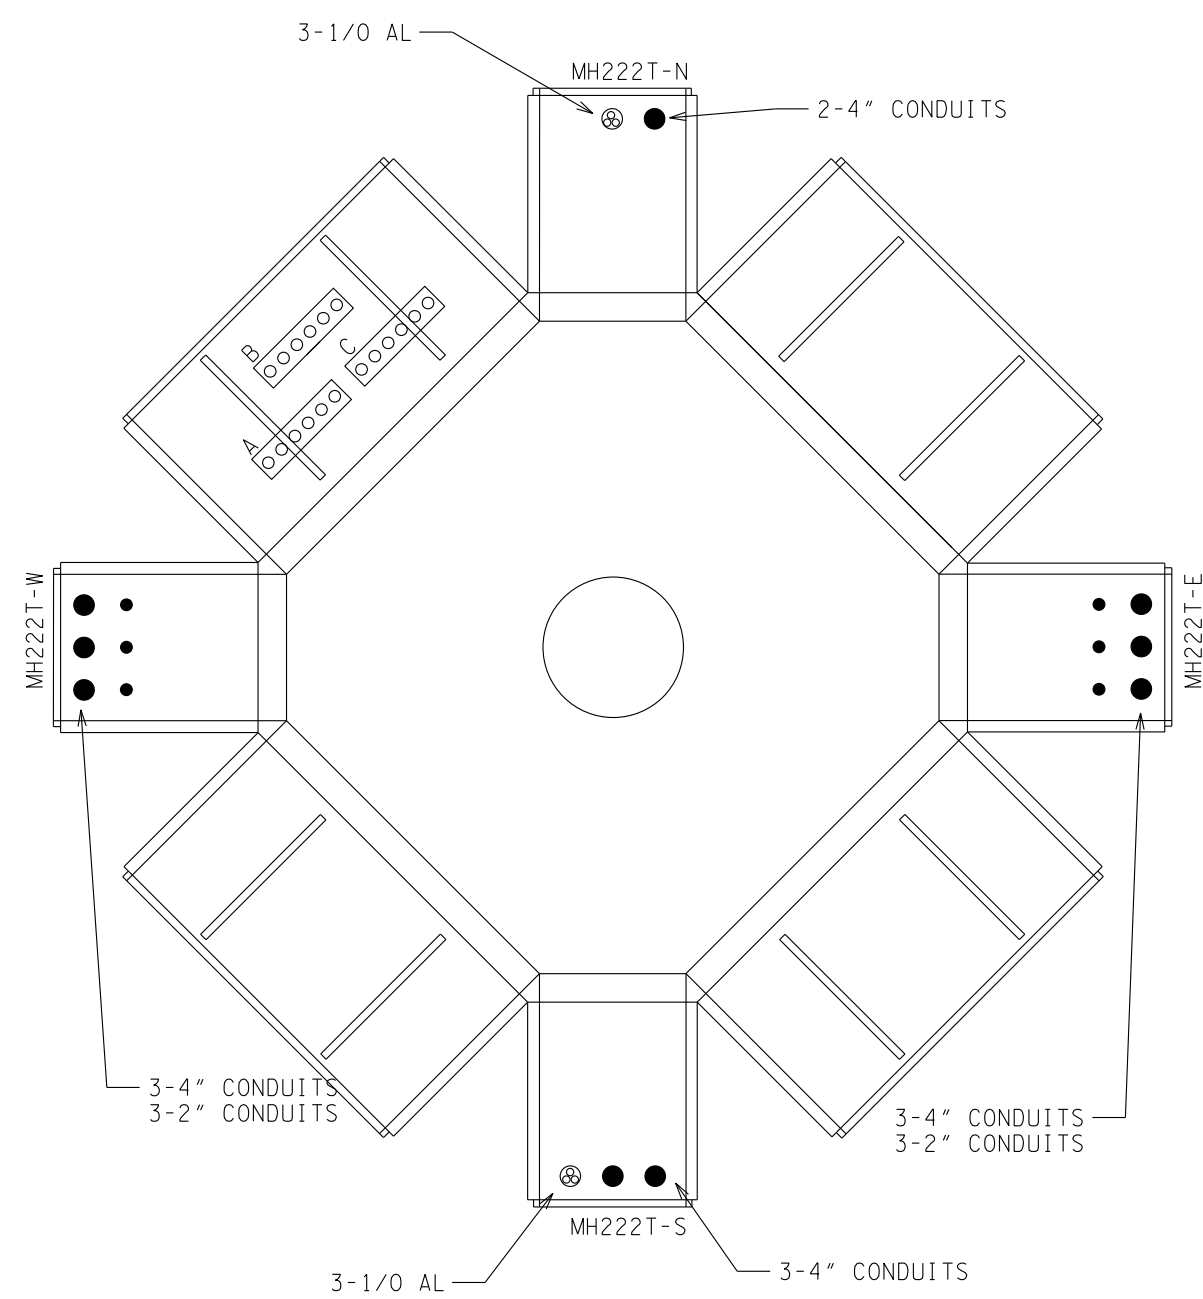 3-1/0 AL
MH222T-N
2-4" CONDUITS
B
C
A
MH222T-W
MH222T-E
3-4" CONDUITS
3-2" CONDUITS
3-4" CONDUITS
3-2" CONDUITS
MH222T-S
3-1/0 AL
3-4" CONDUITS